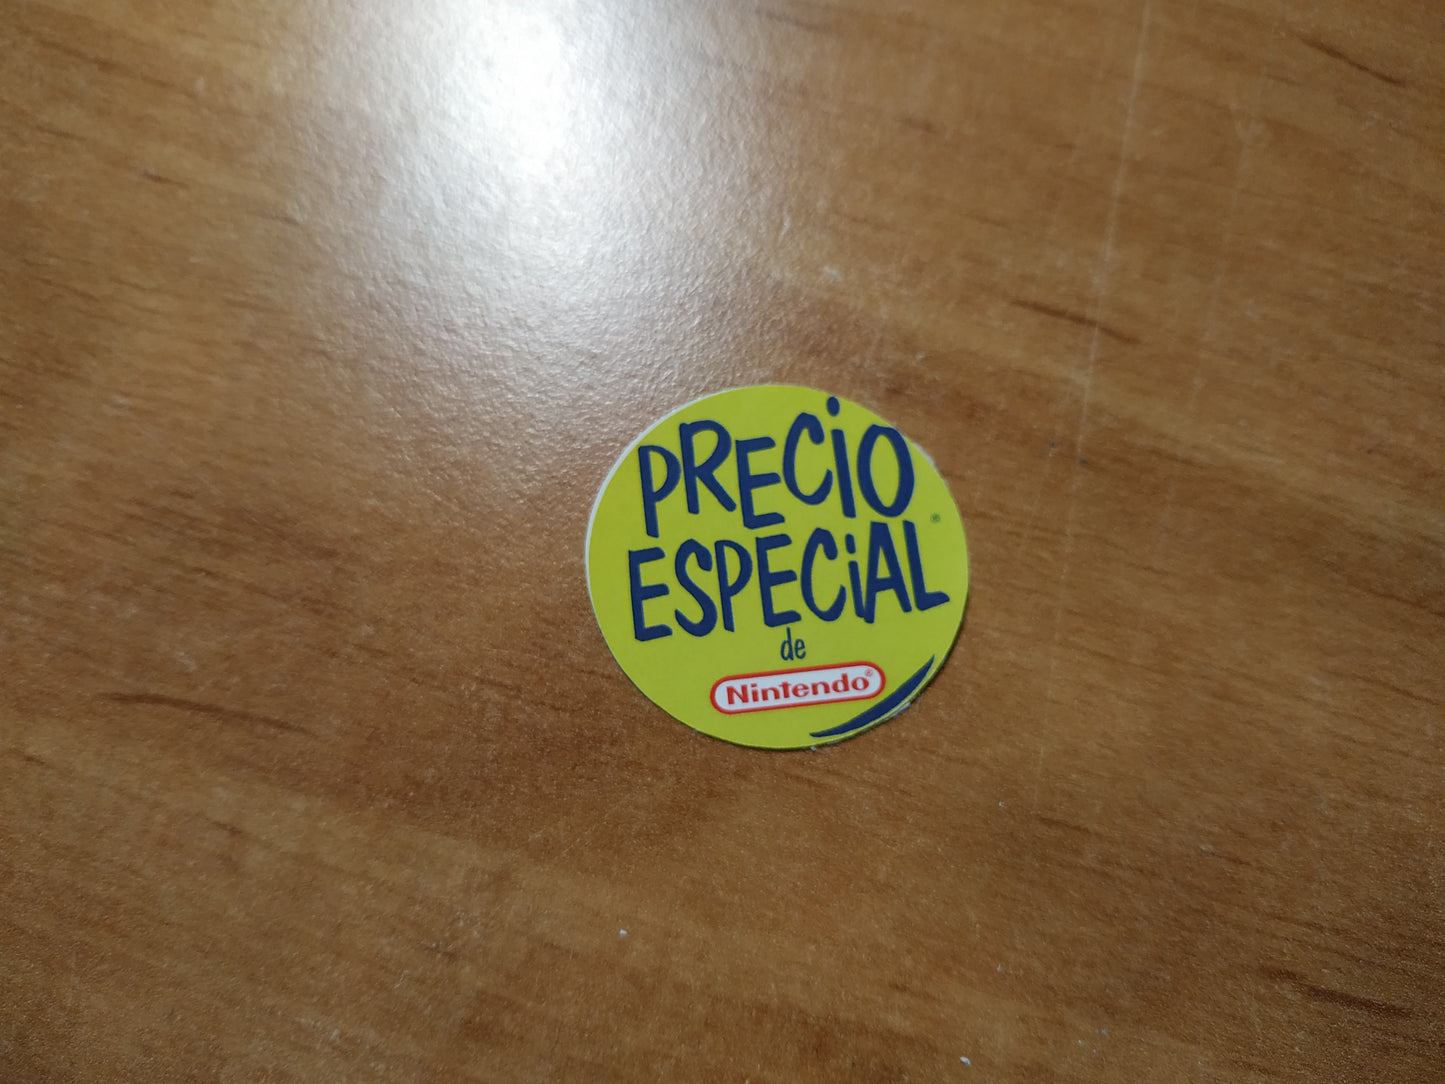 PRECIO
ESPECIAL
de
Nintendo®